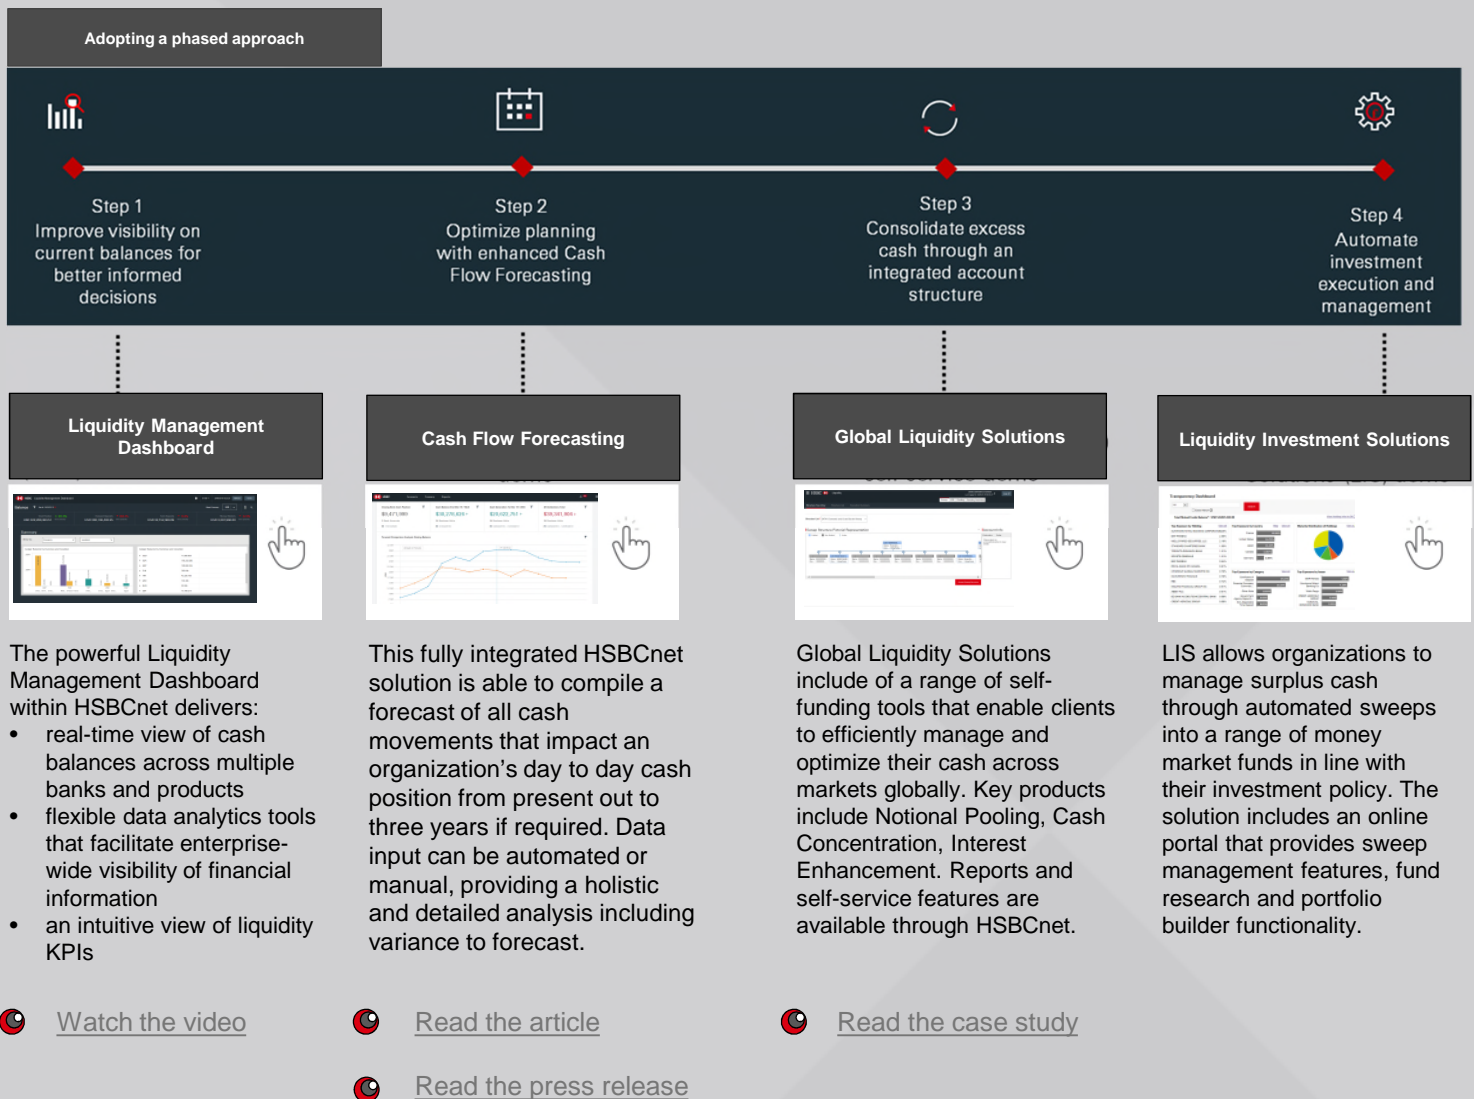 Adopting a phased approach
Step 1
Improve visibility on
current balances for
better informed
decisions
Step 2
Optimize planning
with enhanced Cash
Flow Forecasting
Step 3
Consolidate excess
cash through an
integrated account
structure
Step 4
Automate
investment
execution and
management
Liquidity Management
Dashboard
The powerful Liquidity
Management Dashboard
within HSBCnet delivers:
• real-time view of cash
balances across multiple
banks and products
• flexible data analytics tools
that facilitate enterprise-
wide visibility of financial
information
• an intuitive view of liquidity
KPIs
Watch the video
Cash Flow Forecasting
This fully integrated HSBCnet
solution is able to compile a
forecast of all cash
movements that impact an
organization's day to day cash
position from present out to
three years if required. Data
input can be automated or
manual, providing a holistic
and detailed analysis including
variance to forecast.
Read the article
Read the press release
Global Liquidity Solutions
Global Liquidity Solutions
include of a range of self-
funding tools that enable clients
to efficiently manage and
optimize their cash across
markets globally. Key products
include Notional Pooling, Cash
Concentration, Interest
Enhancement. Reports and
self-service features are
available through HSBCnet.
Read the case study
Liquidity Investment Solutions
Transparency Dashboard
LIS allows organizations to
manage surplus cash
through automated sweeps
into a range of money
market funds in line with
their investment policy. The
solution includes an online
portal that provides sweep
management features, fund
research and portfolio
builder functionality.